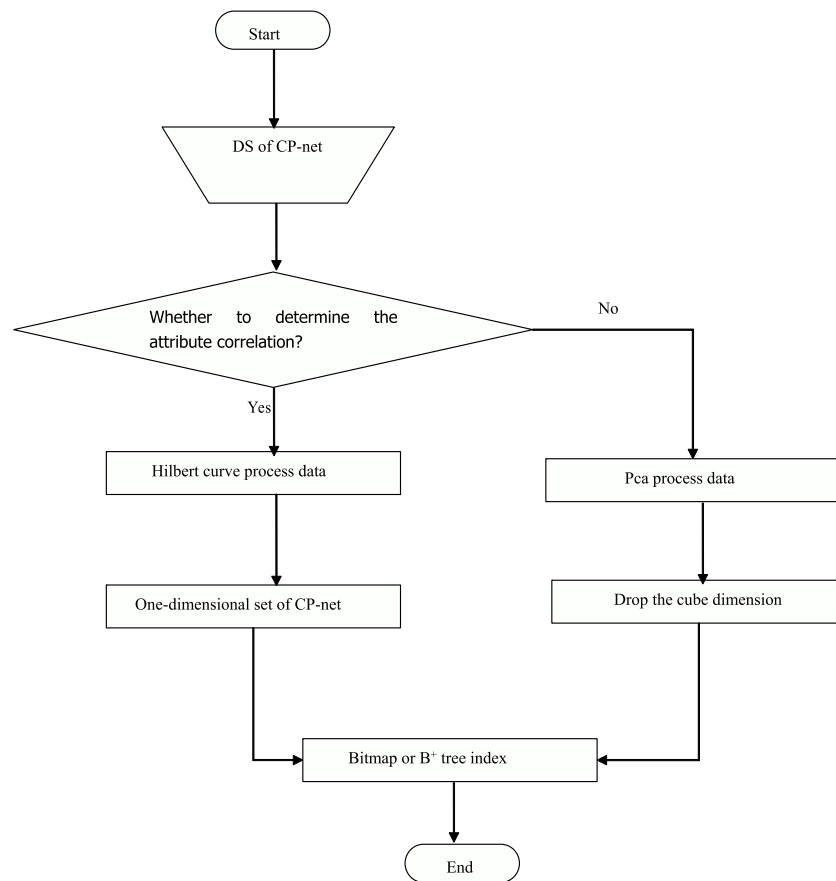 Start
DS of CP-net
Whether to determine the
attribute correlation?
No
Yes
Hilbert curve process data
Pca process data
One-dimensional set of CP-net
Drop the cube dimension
Bitmap or B⁺ tree index
End